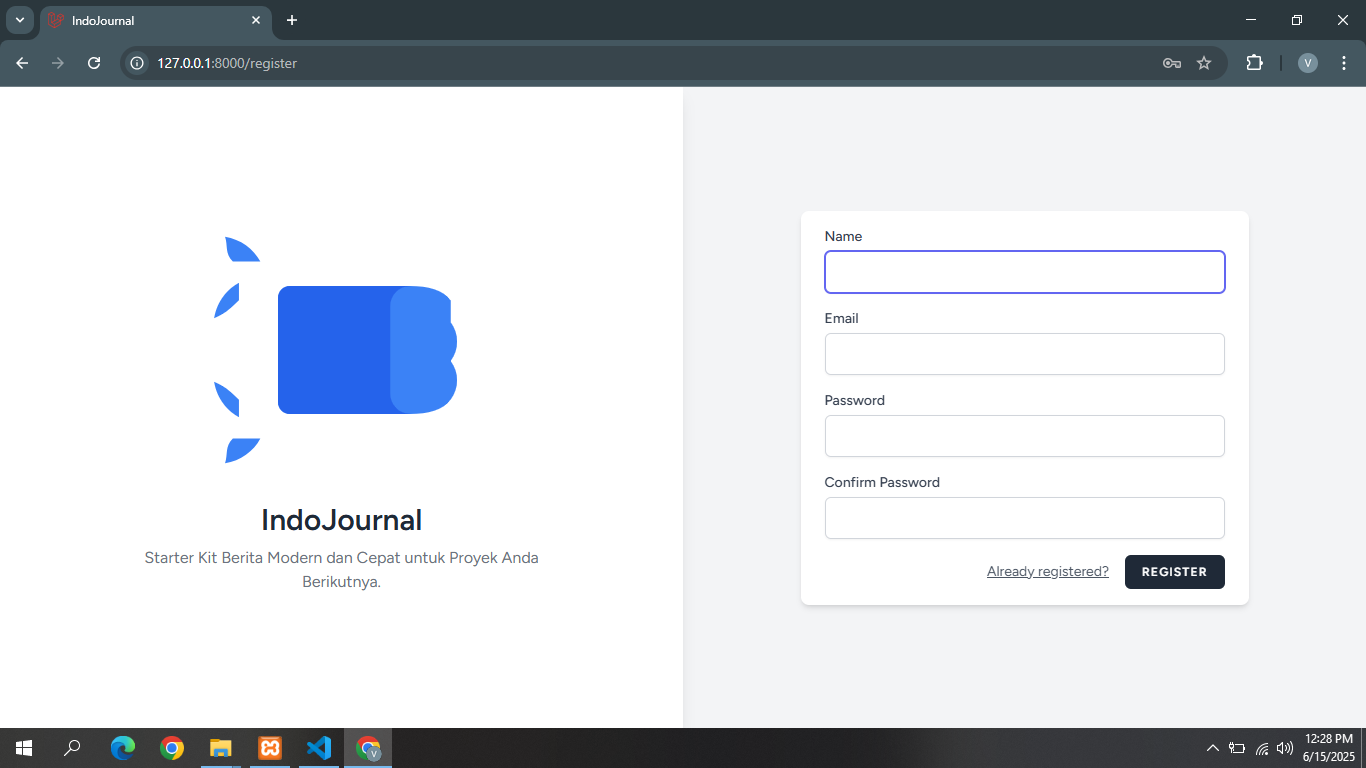 IndoJournal
127.0.0.1:8000/register
V
IndoJournal
Starter Kit Berita Modern dan Cepat untuk Proyek Anda
Berikutnya.
Name
Email
Password
Confirm Password
Already registered?
REGISTER
V
12:28 PM
6/15/2025